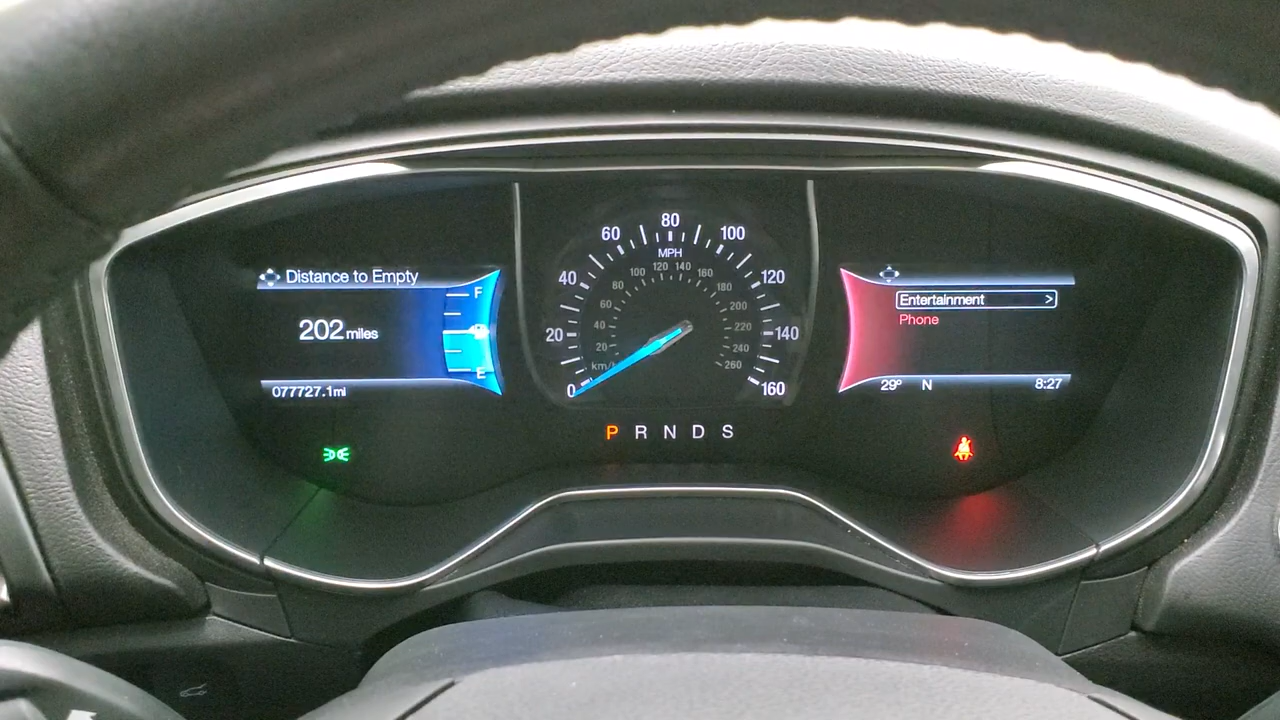 Distance to Empty
202 miles
077727.1mi
F
E
0
20
40
60
80
100
120
140
160
MPH
km/h
20
40
60
80
100
120
140
160
180
200
220
240
260
P R N D S
Entertainment >
Phone
29° N 8:27